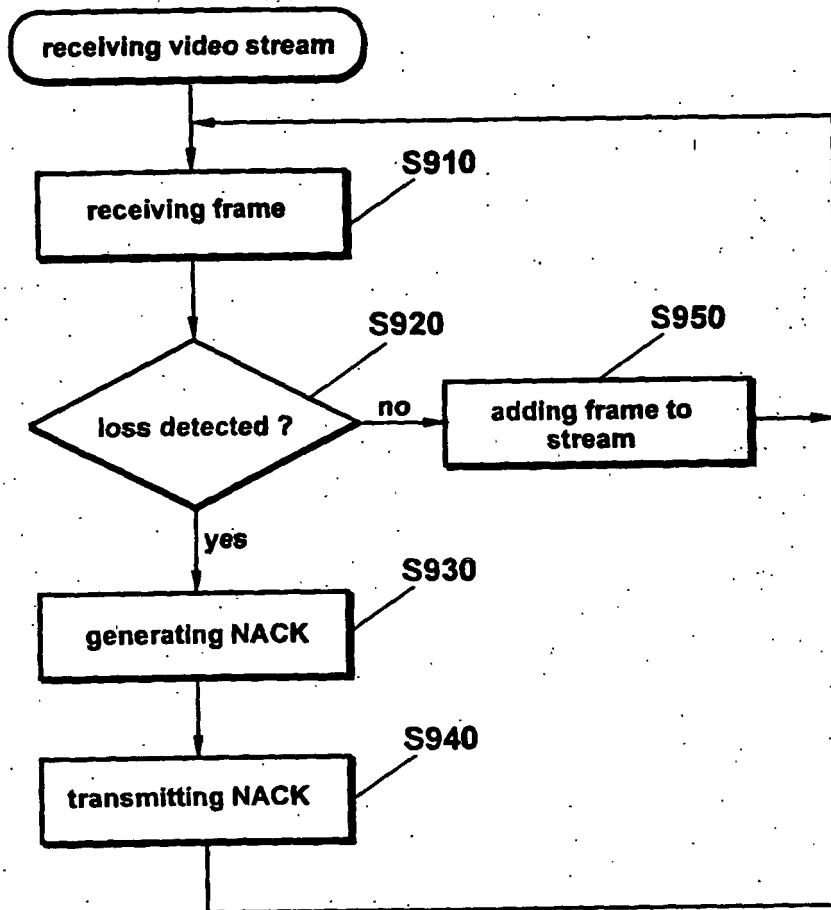 receiving video stream
S910
receiving frame
S920
loss detected ?
no
S950
adding frame to
stream
yes
S930
generating NACK
S940
transmitting NACK